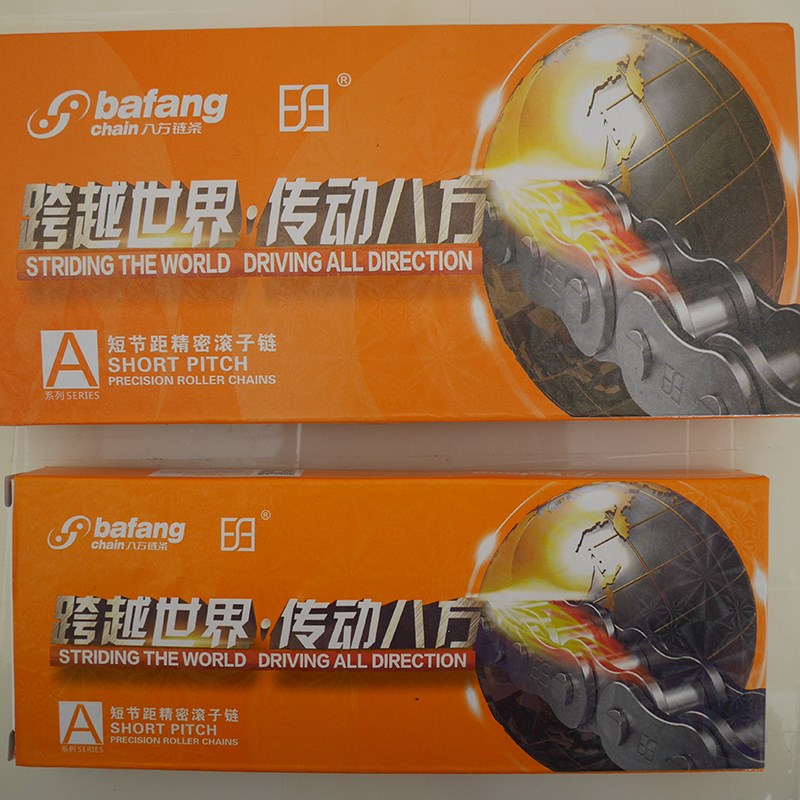 bafang
chain 八方链条
®
跨越世界·传动八方
STRIDING THE WORLD DRIVING ALL DIRECTION
A
系列 SERIES
短节距精密滚子链
SHORT PITCH
PRECISION ROLLER CHAINS
bafang
chain 八方链条
®
跨越世界·传动八方
STRIDING THE WORLD DRIVING ALL DIRECTION
A
系列 SERIES
短节距精密滚子链
SHORT PITCH
PRECISION ROLLER CHAINS